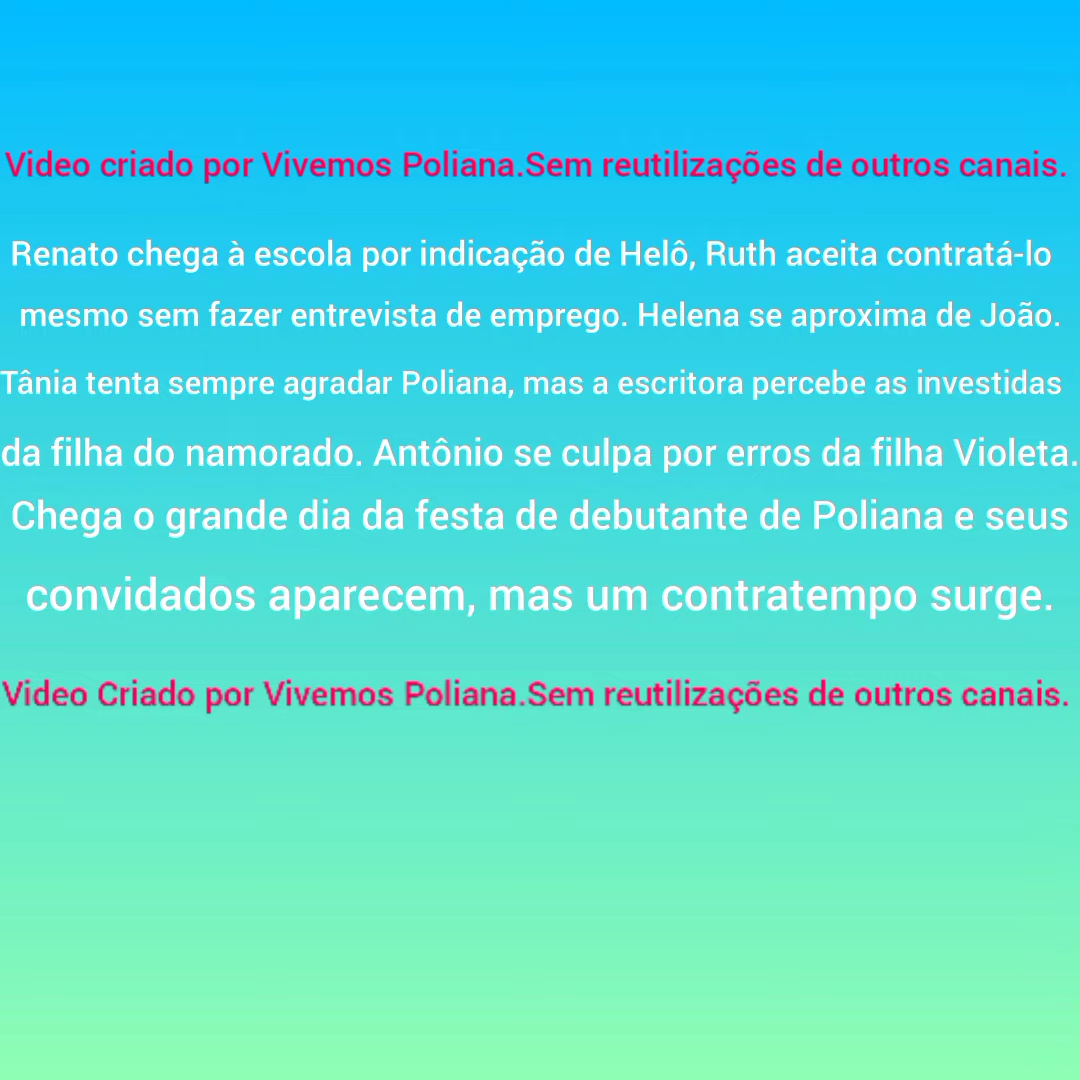 Video criado por Vivemos Poliana.Sem reutilizações de outros canais.
Renato chega à escola por indicação de Helô, Ruth aceita contratá-lo
mesmo sem fazer entrevista de emprego. Helena se aproxima de João.
Tânia tenta sempre agradar Poliana, mas a escritora percebe as investidas
da filha do namorado. Antônio se culpa por erros da filha Violeta.
Chega o grande dia da festa de debutante de Poliana e seus
convidados aparecem, mas um contratempo surge.
Video Criado por Vivemos Poliana.Sem reutilizações de outros canais.